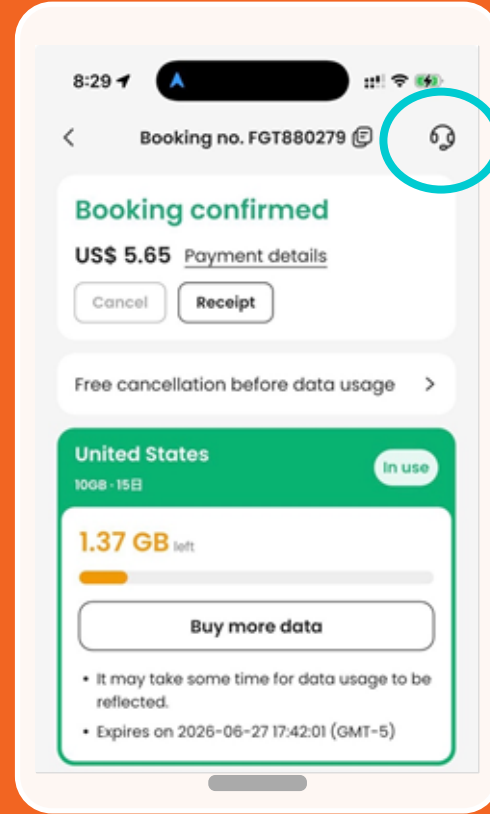 8:29
Booking no. FGT880279
Booking confirmed
US$ 5.65 Payment details
Cancel Receipt
Free cancellation before data usage
United States
In use
10GB · 15日
1.37 GB left
Buy more data
• It may take some time for data usage to be
reflected.
• Expires on 2026-06-27 17:42:01 (GMT-5)